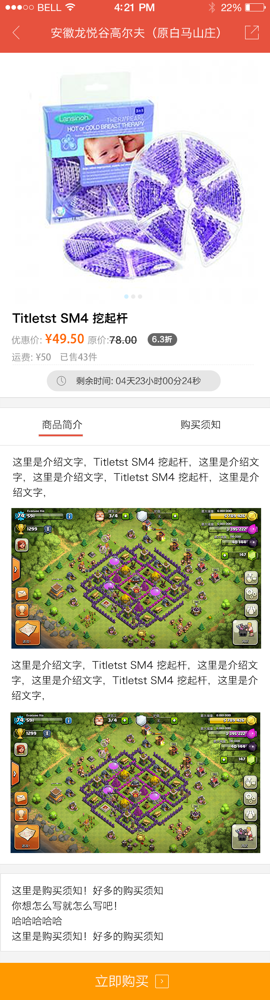 BELL 4:21 PM 22%
安徽龙悦谷高尔夫（原白马山庄）
3 in 1
Lansinoh.
THERA°PEARL
HOT or COLD BREAST THERAPY
Titletst SM4 挖起杆
优惠价: ¥49.50 原价:78.00 6.3折
运费: ¥50 已售43件
剩余时间: 04天23小时00分24秒
商品简介 购买须知
这里是介绍文字，Titletst SM4 挖起杆，这里是介绍文
字，这里是介绍文字，Titletst SM4 挖起杆，这里是介
绍文字，
Evacuee Xia 建筑工: 护盾: 最大储量: 6 001 000
74 591 3/4 无 5 789 426
最大储量: 6 001 000
1299 3 395 222
最大储量: 80 000
40 144
147
进攻! 商店
这里是介绍文字，Titletst SM4 挖起杆，这里是介绍文
字，这里是介绍文字，Titletst SM4 挖起杆，这里是介
绍文字，
Evacuee Xia 建筑工: 护盾: 最大储量: 6 001 000
74 591 3/4 无 5 789 426
最大储量: 6 001 000
1299 3 395 222
最大储量: 80 000
40 144
147
进攻! 商店
这里是购买须知！好多的购买须知
你想怎么写就怎么写吧！
哈哈哈哈哈
这里是购买须知！好多的购买须知
立即购买